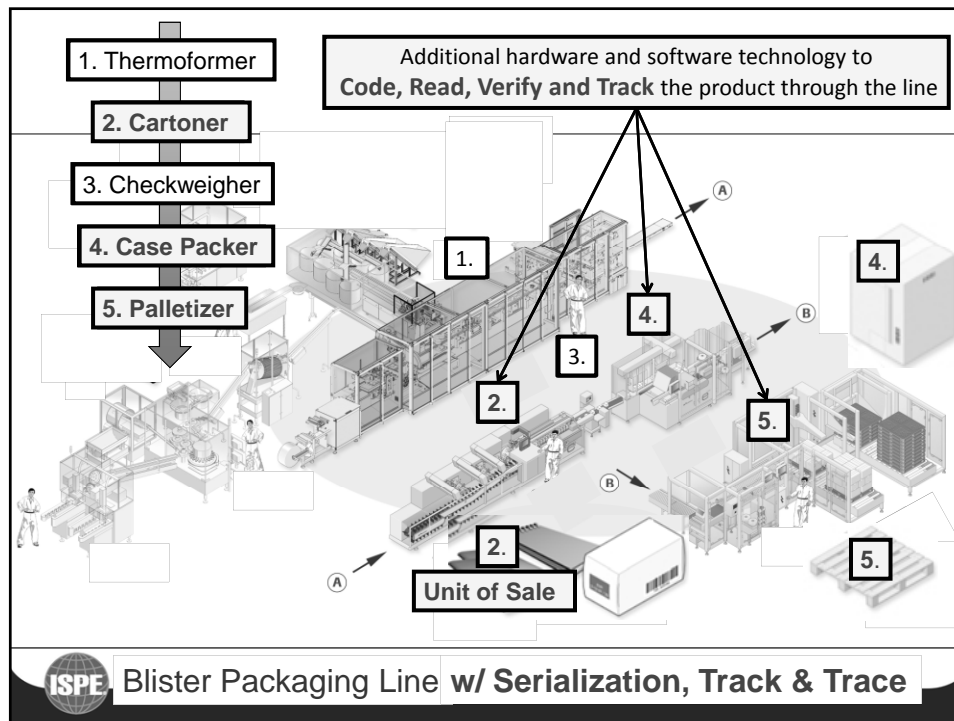 1. Thermoformer
2. Cartoner
3. Checkweigher
4. Case Packer
5. Palletizer
Additional hardware and software technology to
Code, Read, Verify and Track the product through the line
A
1.
4.
4.
B
3.
2.
5.
B
2.
Unit of Sale
A
5.
ISPE
Blister Packaging Line w/ Serialization, Track & Trace